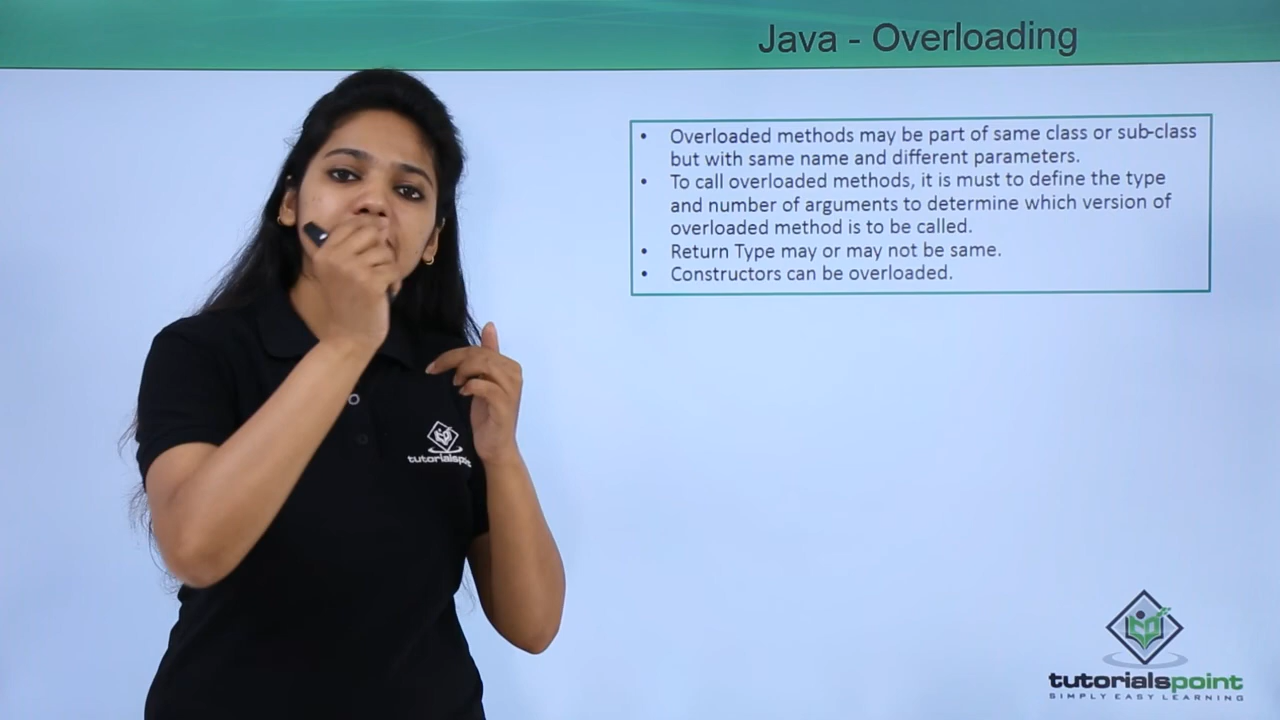 Java - Overloading
• Overloaded methods may be part of same class or sub-class
but with same name and different parameters.
• To call overloaded methods, it is must to define the type
and number of arguments to determine which version of
overloaded method is to be called.
• Return Type may or may not be same.
• Constructors can be overloaded.
tutorialspoint
tutorialspoint
SIMPLY EASY LEARNING